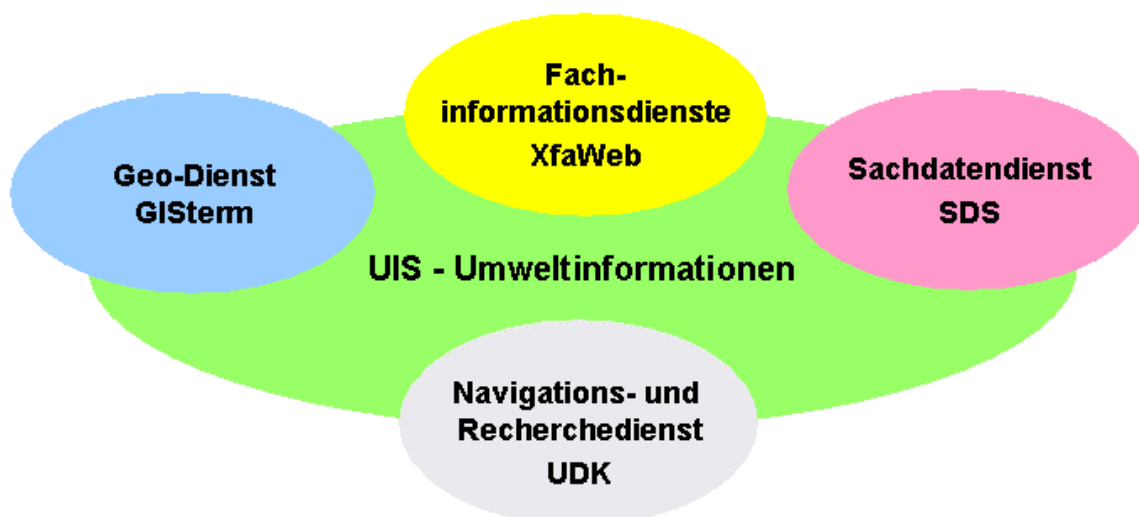 Fach-
informationsdienste
XfaWeb
Geo-Dienst
GISterm
Sachdatendienst
SDS
UIS - Umweltinformationen
Navigations- und
Recherchedienst
UDK